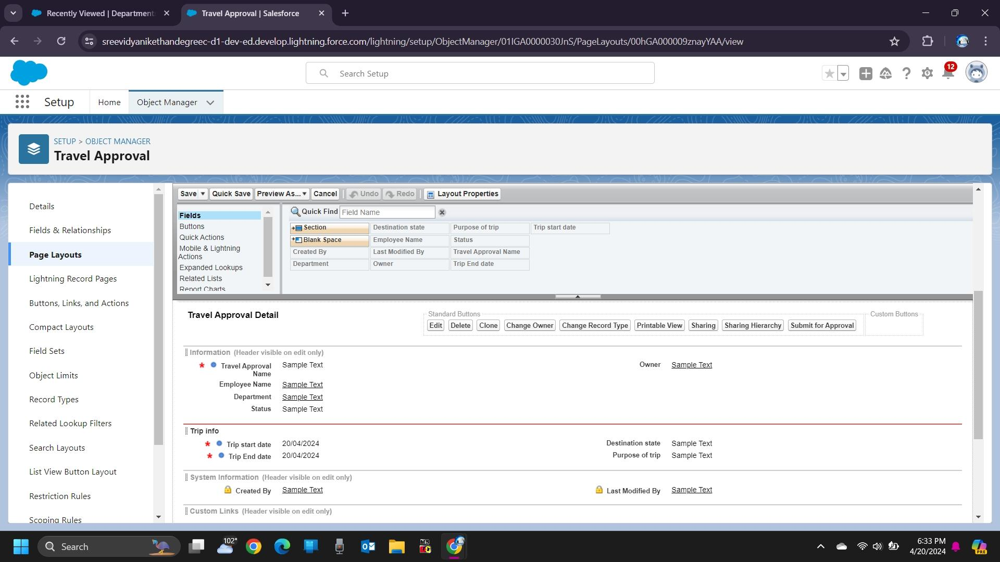 Recently Viewed | Department
Travel Approval | Salesforce
sreevidyanikethandegreec-d1-dev-ed.develop.lightning.force.com/lightning/setup/ObjectManager/01IGA0000030JnS/PageLayouts/00hGA000009znayYAA/view
Search Setup
12
Setup
Home
Object Manager
SETUP > OBJECT MANAGER
Travel Approval
Details
Fields & Relationships
Page Layouts
Lightning Record Pages
Buttons, Links, and Actions
Compact Layouts
Field Sets
Object Limits
Record Types
Related Lookup Filters
Search Layouts
List View Button Layout
Restriction Rules
Scoping Rules
Save
Quick Save
Preview As...
Cancel
Undo
Redo
Layout Properties
Fields
Buttons
Quick Actions
Mobile & Lightning
Actions
Expanded Lookups
Related Lists
Report Charts
Quick Find
Field Name
Section
Destination state
Purpose of trip
Trip start date
Blank Space
Employee Name
Status
Created By
Last Modified By
Travel Approval Name
Department
Owner
Trip End date
Travel Approval Detail
Standard Buttons
Custom Buttons
Edit
Delete
Clone
Change Owner
Change Record Type
Printable View
Sharing
Sharing Hierarchy
Submit for Approval
Information (Header visible on edit only)
* Travel Approval
Name
Sample Text
Owner
Sample Text
Employee Name
Sample Text
Department
Sample Text
Status
Sample Text
Trip info
* Trip start date
20/04/2024
Destination state
Sample Text
* Trip End date
20/04/2024
Purpose of trip
Sample Text
System Information (Header visible on edit only)
Created By
Sample Text
Last Modified By
Sample Text
Custom Links (Header visible on edit only)
Search
102°
MS
6:33 PM
4/20/2024
PRE